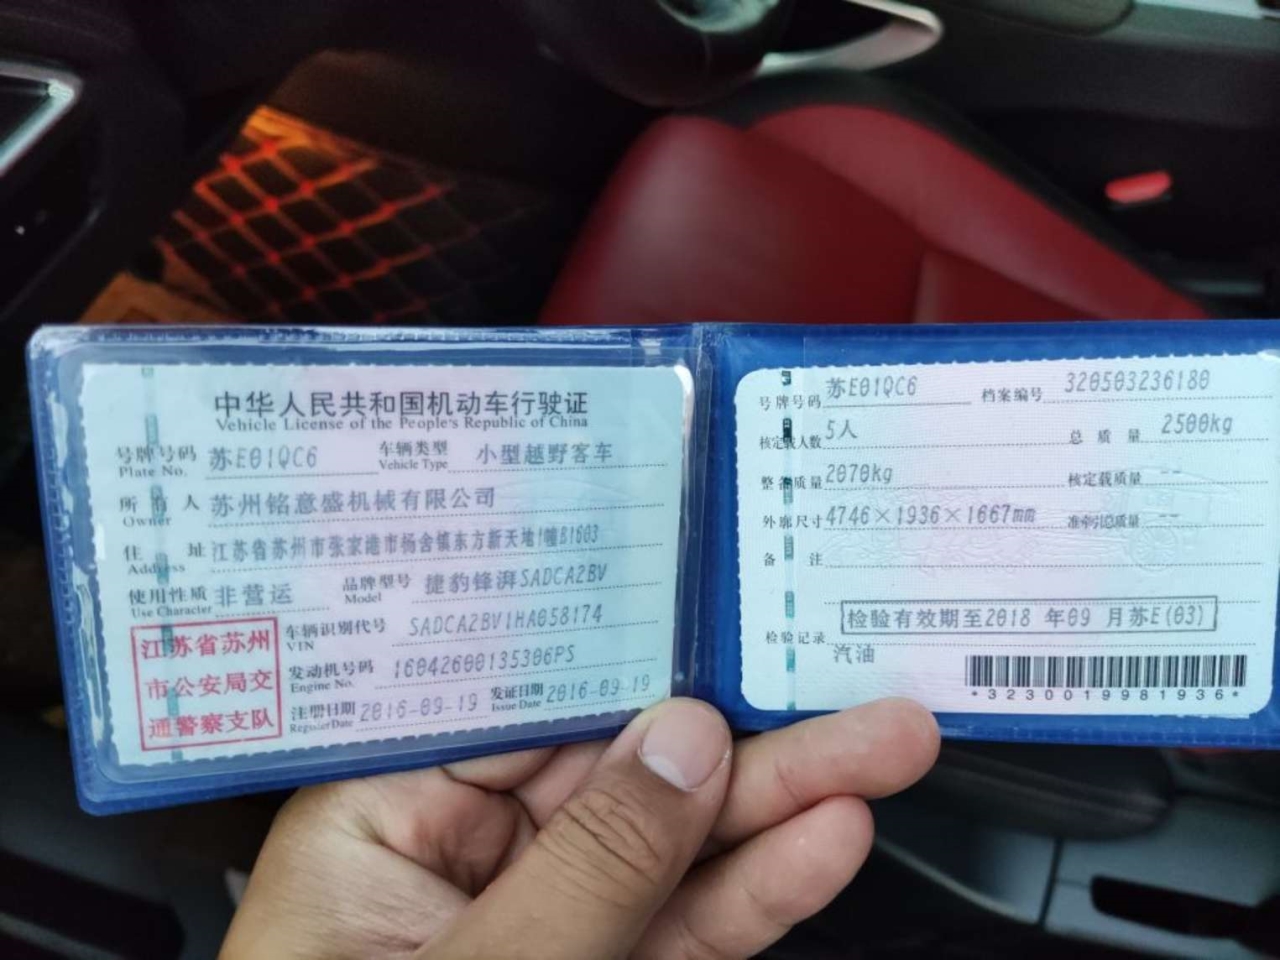 中华人民共和国机动车行驶证
Vehicle License of the People's Republic of China
号牌号码 苏E01QC6 车辆类型 小型越野客车
Plate No. Vehicle Type
所有人 苏州铭意盛机械有限公司
Owner
住址 江苏省苏州市张家港市杨舍镇东方新天地1幢B1603
Address
使用性质 非营运 品牌型号 捷豹锋湃SADCA2BV
Use Character Model
江苏省苏州
市公安局交
通警察支队
车辆识别代号 SADCA2BV1HA058174
VIN
发动机号码 16042600135306PS
Engine No.
注册日期 2016-09-19 发证日期 2016-09-19
Register Date Issue Date
号牌号码 苏E01QC6 档案编号 320503236180
核定载人数 5人 总质量 2500kg
整备质量 2070kg 核定载质量 --
外廓尺寸 4746×1936×1667mm 准牵引总质量 --
备注
检验有效期至2018 年09 月苏E(03)
检验记录
汽油
*3230019981936*